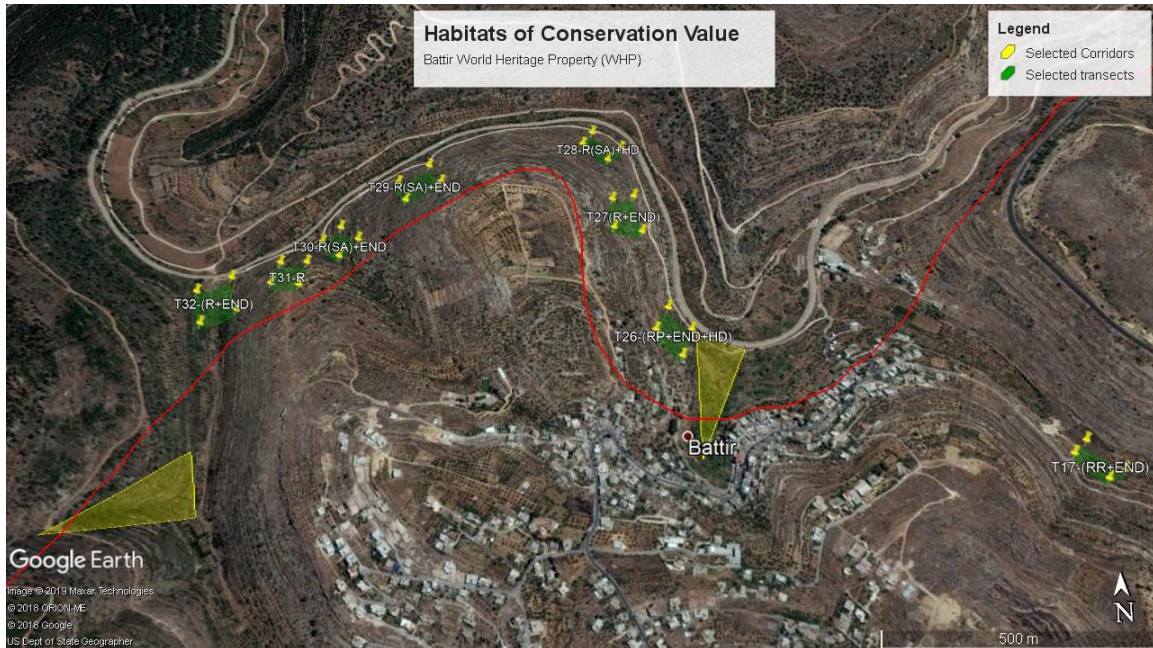 Habitats of Conservation Value
Battir World Heritage Property (WHP)
Legend
Selected Corridors
Selected transects
T28-R(SA)+HD
T29-R(SA)+END
T27(R+END)
T30-R(SA)+END
T31-R
T32-(R+END)
T26-(RP+END+HD)
Battir
T17-(RR+END)
Google Earth
Image © 2019 Maxar Technologies
© 2018 ORION-ME
© 2018 Google
US Dept of State Geographer
N
500 m